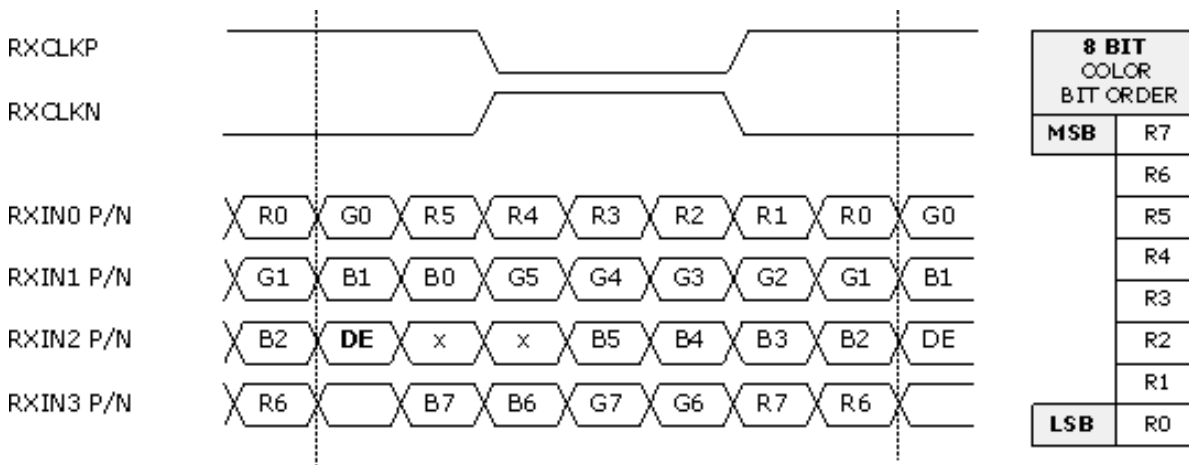 RXCLKP
RXCLKN
RXIN0 P/N R0 G0 R5 R4 R3 R2 R1 R0 G0
RXIN1 P/N G1 B1 B0 G5 G4 G3 G2 G1 B1
RXIN2 P/N B2 DE x x B5 B4 B3 B2 DE
RXIN3 P/N R6 B7 B6 G7 G6 R7 R6
8 BIT
COLOR
BIT ORDER
MSB R7
R6
R5
R4
R3
R2
R1
LSB R0